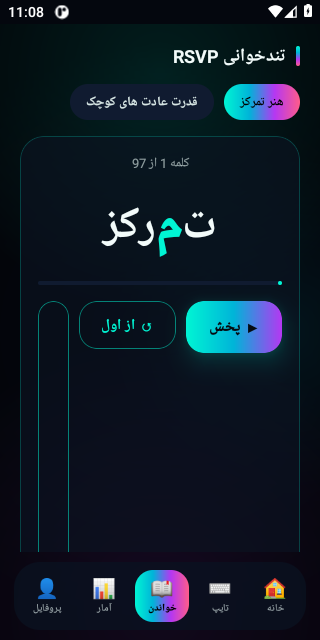 11:08
تندخوانی RSVP
هنر تمرکز
قدرت عادت های کوچک
کلمه 1 از 97
تمرکز
▶ پخش
↺ از اول
خانه
تایپ
خواندن
آمار
پروفایل